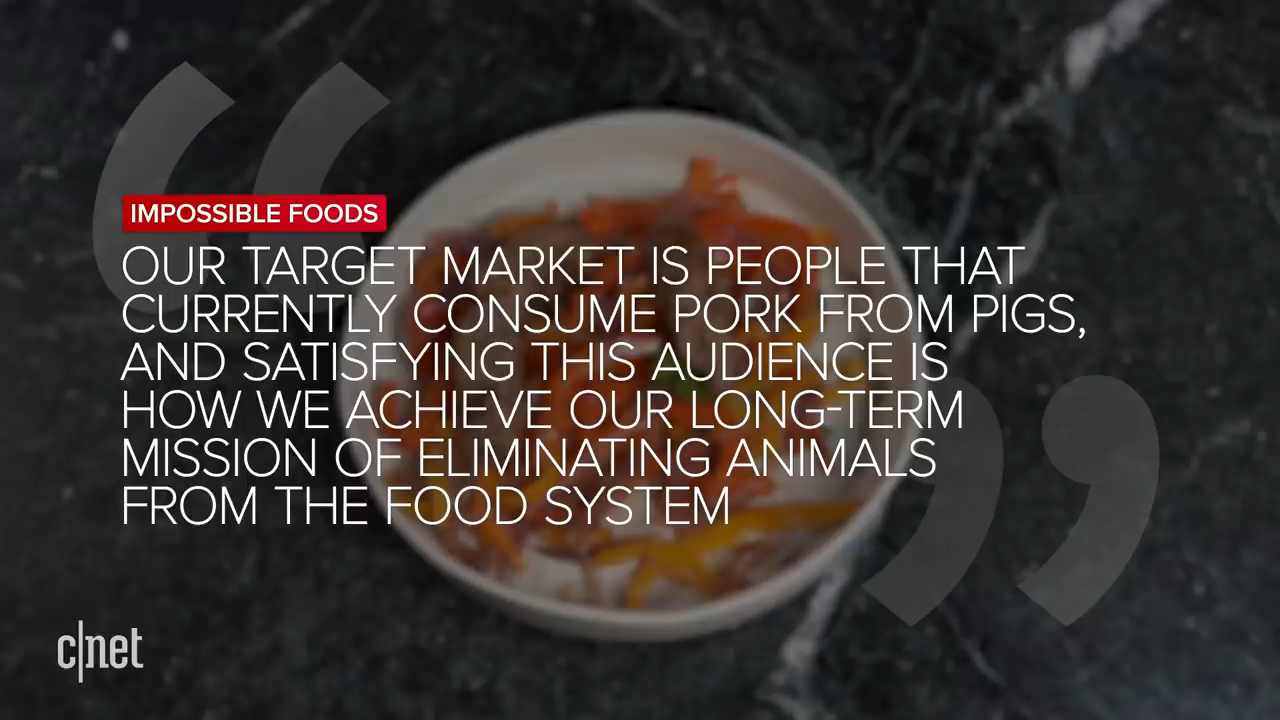 IMPOSSIBLE FOODS
OUR TARGET MARKET IS PEOPLE THAT
CURRENTLY CONSUME PORK FROM PIGS,
AND SATISFYING THIS AUDIENCE IS
HOW WE ACHIEVE OUR LONG-TERM
MISSION OF ELIMINATING ANIMALS
FROM THE FOOD SYSTEM
c|net